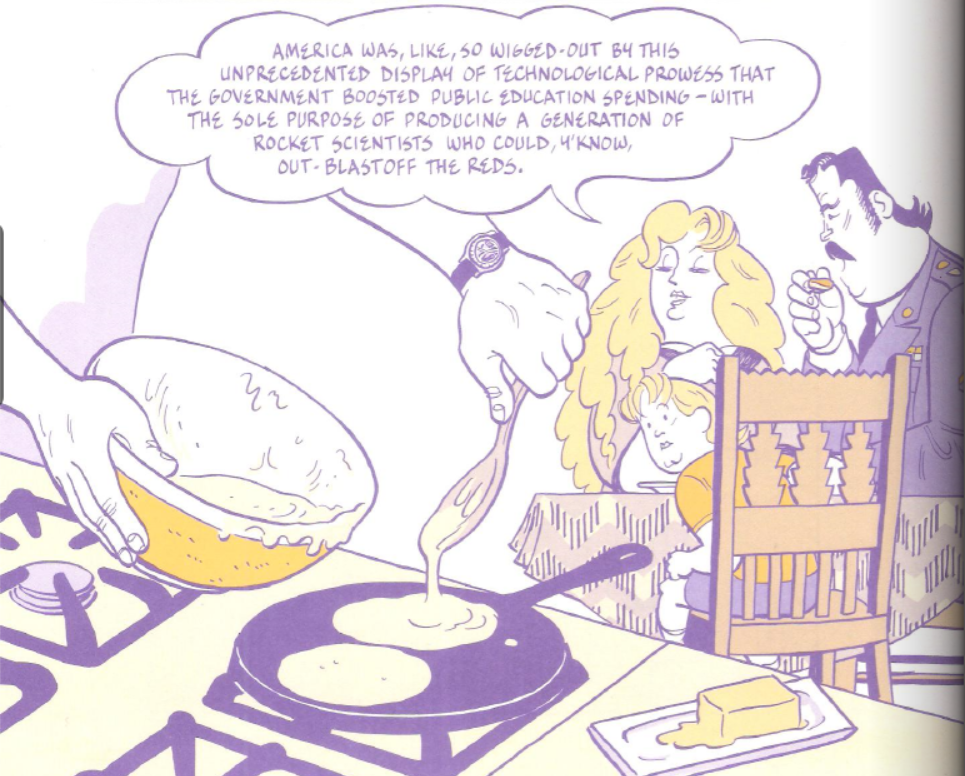 AMERICA WAS, LIKE, SO WIGGED-OUT BY THIS
UNPRECEDENTED DISPLAY OF TECHNOLOGICAL PROWESS THAT
THE GOVERNMENT BOOSTED PUBLIC EDUCATION SPENDING – WITH
THE SOLE PURPOSE OF PRODUCING A GENERATION OF
ROCKET SCIENTISTS WHO COULD, Y'KNOW,
OUT-BLASTOFF THE REDS.